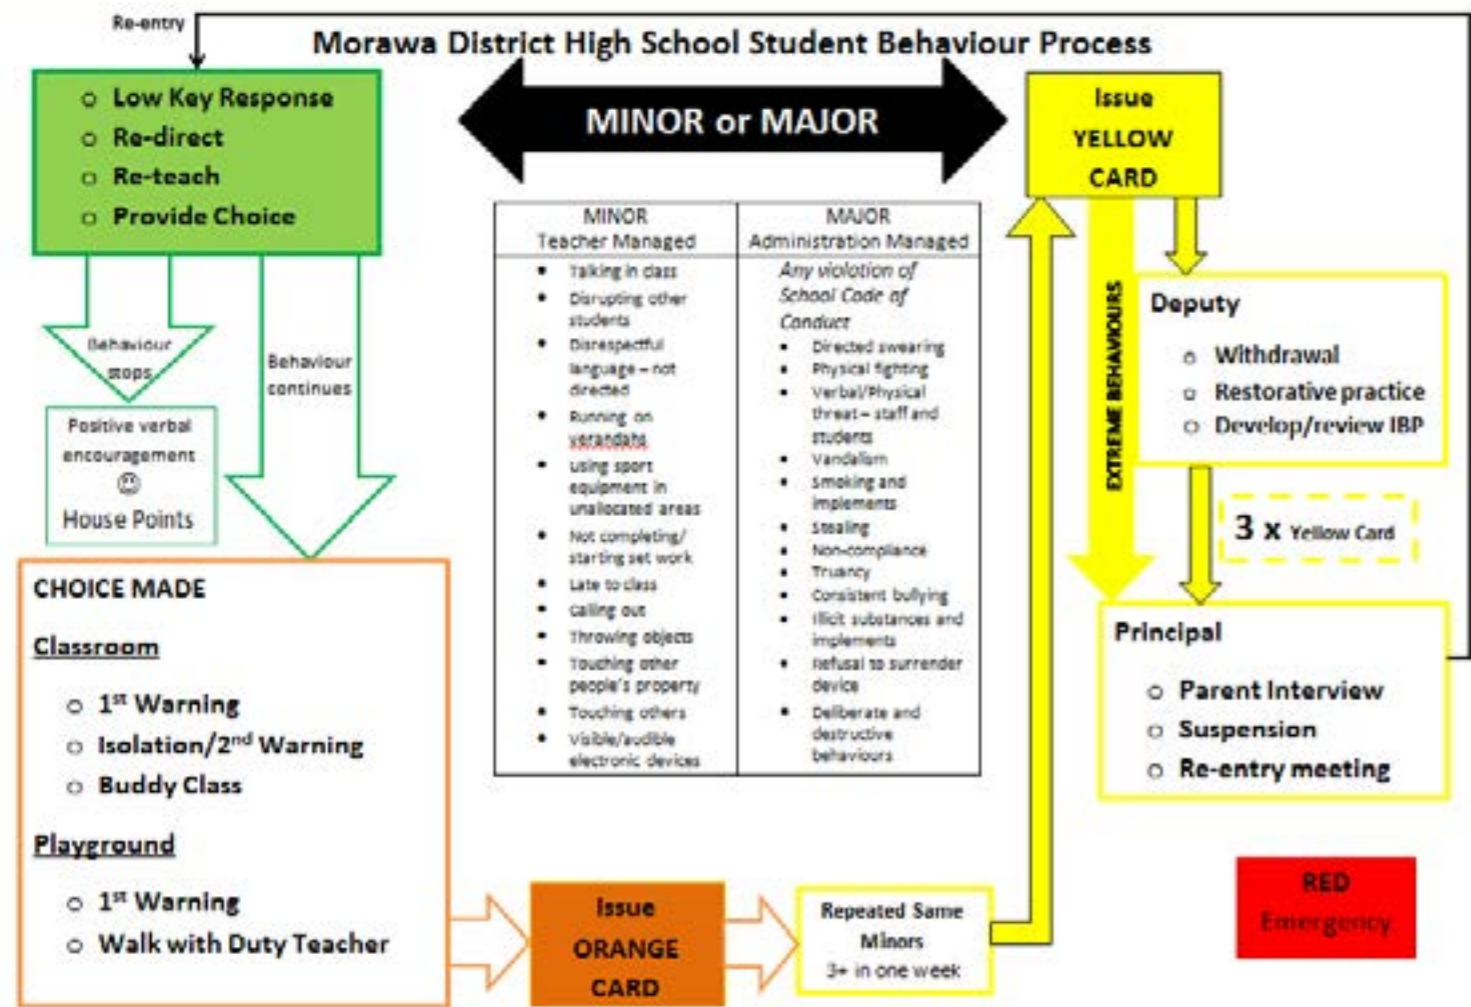 Re-entry
Morawa District High School Student Behaviour Process
○ Low Key Response
○ Re-direct
○ Re-teach
○ Provide Choice
MINOR or MAJOR
Issue
YELLOW
CARD
Behaviour
stops
Behaviour
continues
Positive verbal
encouragement
☺
House Points
MINOR
Teacher Managed
• Talking in class
• Disrupting other
students
• Disrespectful
language – not
directed
• Running on
verandahs
• using sport
equipment in
unallocated areas
• Not completing/
starting set work
• Late to class
• Calling out
• Throwing objects
• Touching other
people's property
• Touching others
• Visible/audible
electronic devices
MAJOR
Administration Managed
Any violation of
School Code of
Conduct
• Directed swearing
• Physical fighting
• Verbal/Physical
threat – staff and
students
• Vandalism
• Smoking and
implements
• Stealing
• Non-compliance
• Truancy
• Consistent bullying
• Illicit substances and
implements
• Refusal to surrender
device
• Deliberate and
destructive
behaviours
EXTREME BEHAVIOURS
Deputy
○ Withdrawal
○ Restorative practice
○ Develop/review IBP
3 x Yellow Card
Principal
○ Parent Interview
○ Suspension
○ Re-entry meeting
CHOICE MADE
Classroom
○ 1st Warning
○ Isolation/2nd Warning
○ Buddy Class
Playground
○ 1st Warning
○ Walk with Duty Teacher
Issue
ORANGE
CARD
Repeated Same
Minors
3+ in one week
RED
Emergency